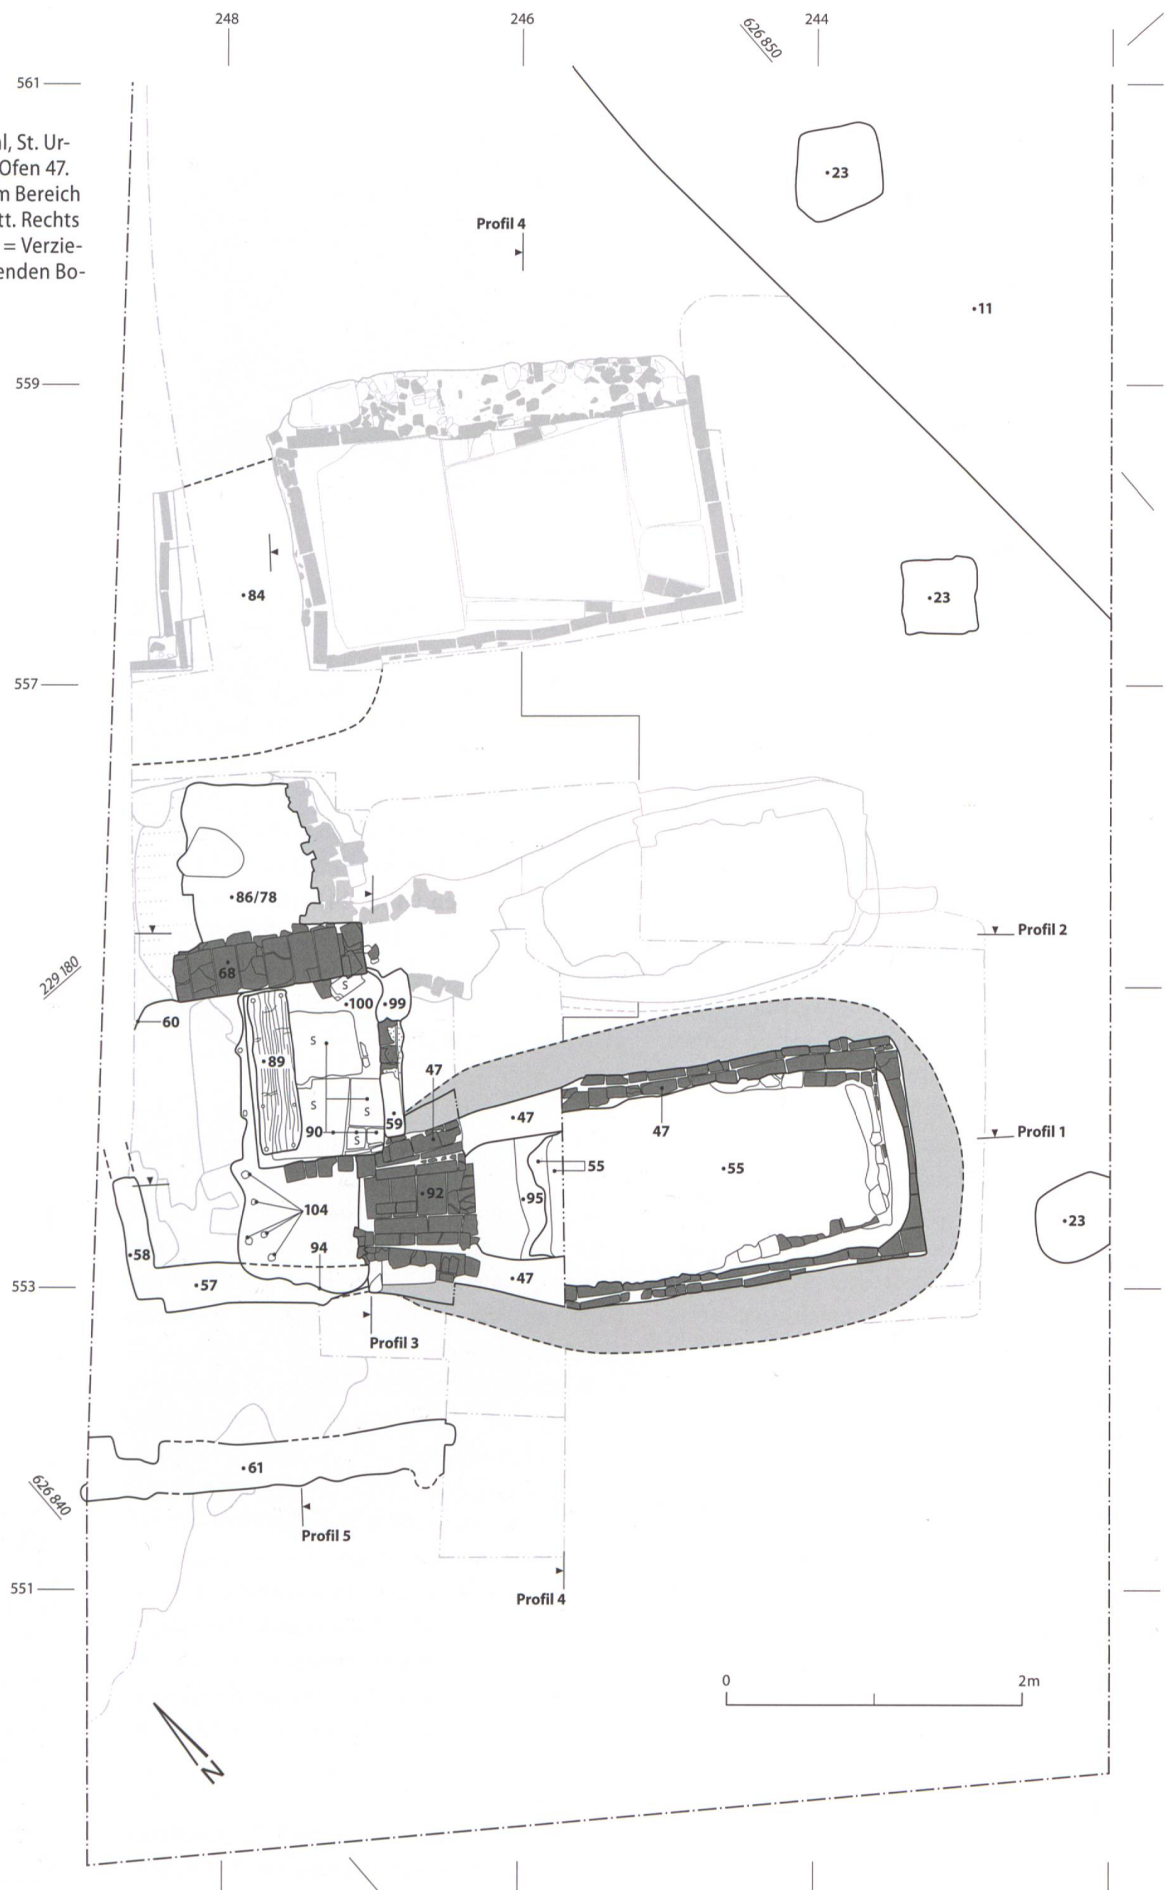 248
246
244
626 850
561
l, St. Ur-
Ofen 47.
m Bereich
tt. Rechts
= Verzie-
enden Bo-
23
Profil 4
11
559
84
23
557
86/78
Profil 2
68
229 180
S
100
99
60
S
89
47
S
S
59
47
90
S
47
Profil 1
55
55
92
95
104
23
94
58
57
47
553
Profil 3
61
626 840
Profil 5
551
Profil 4
0
2m
N